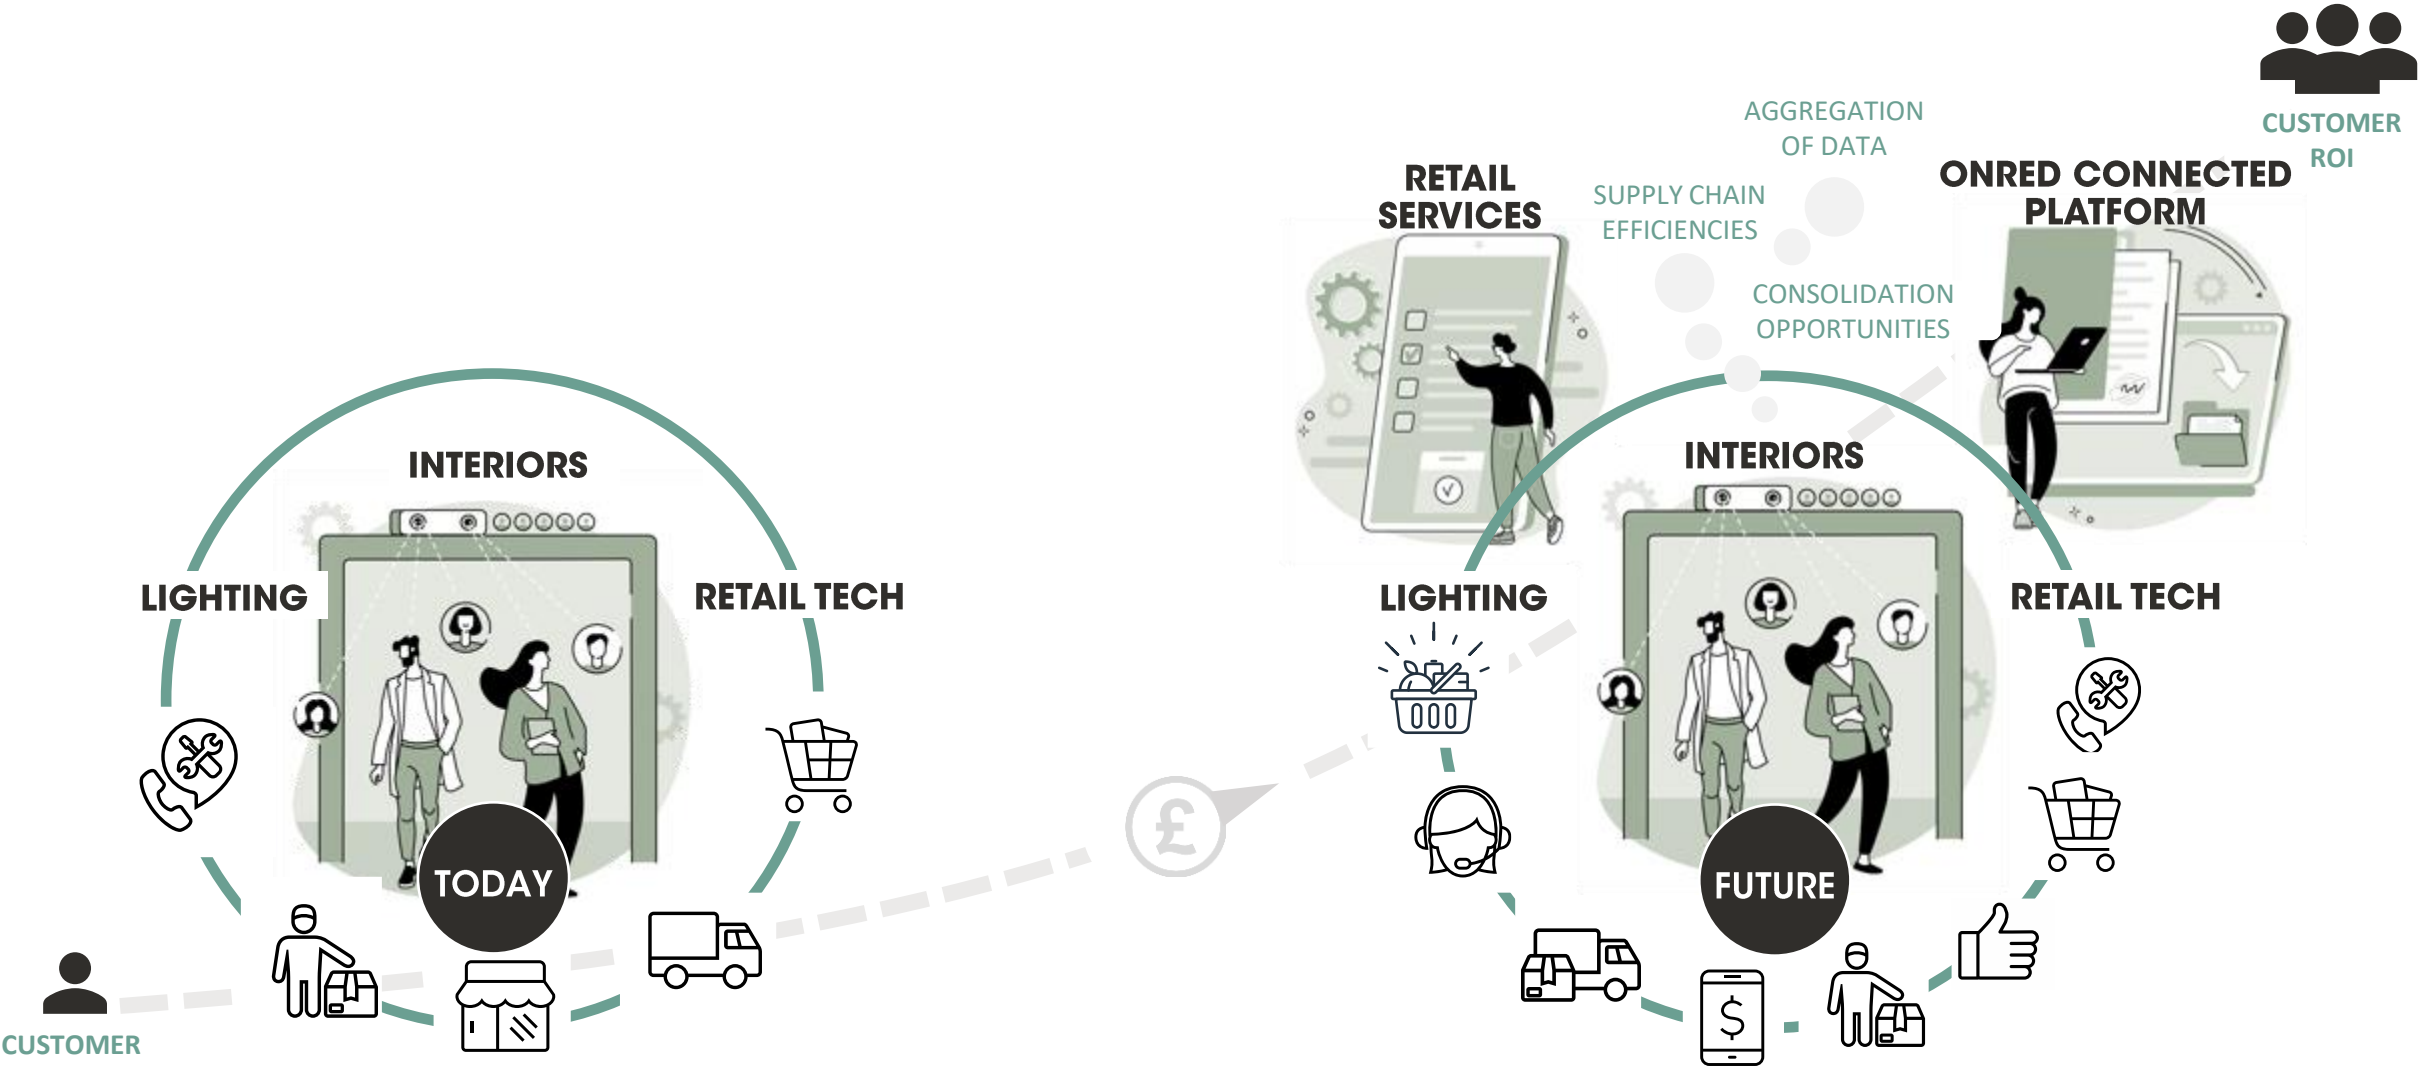 CUSTOMER
ROI
AGGREGATION
OF DATA
RETAIL
SERVICES
SUPPLY CHAIN
EFFICIENCIES
ONRED CONNECTED
PLATFORM
CONSOLIDATION
OPPORTUNITIES
INTERIORS
LIGHTING
RETAIL TECH
TODAY
CUSTOMER
£
INTERIORS
LIGHTING
RETAIL TECH
FUTURE
$